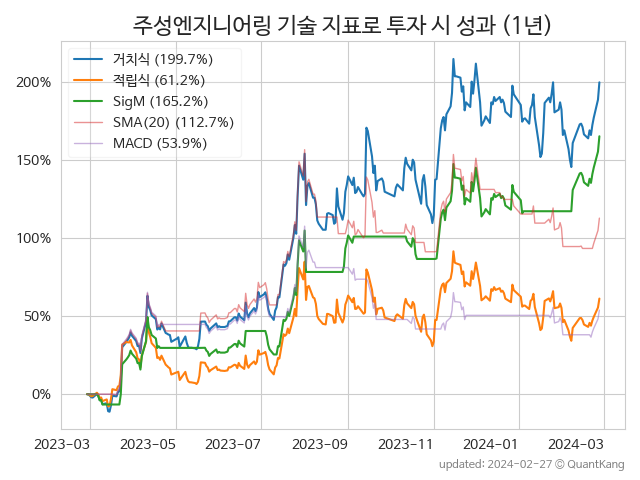 주성엔지니어링 기술 지표로 투자 시 성과 (1년)
거치식 (199.7%)
적립식 (61.2%)
SigM (165.2%)
SMA(20) (112.7%)
MACD (53.9%)
200%
150%
100%
50%
0%
2023-03 2023-05 2023-07 2023-09 2023-11 2024-01 2024-03
updated: 2024-02-27 © QuantKang